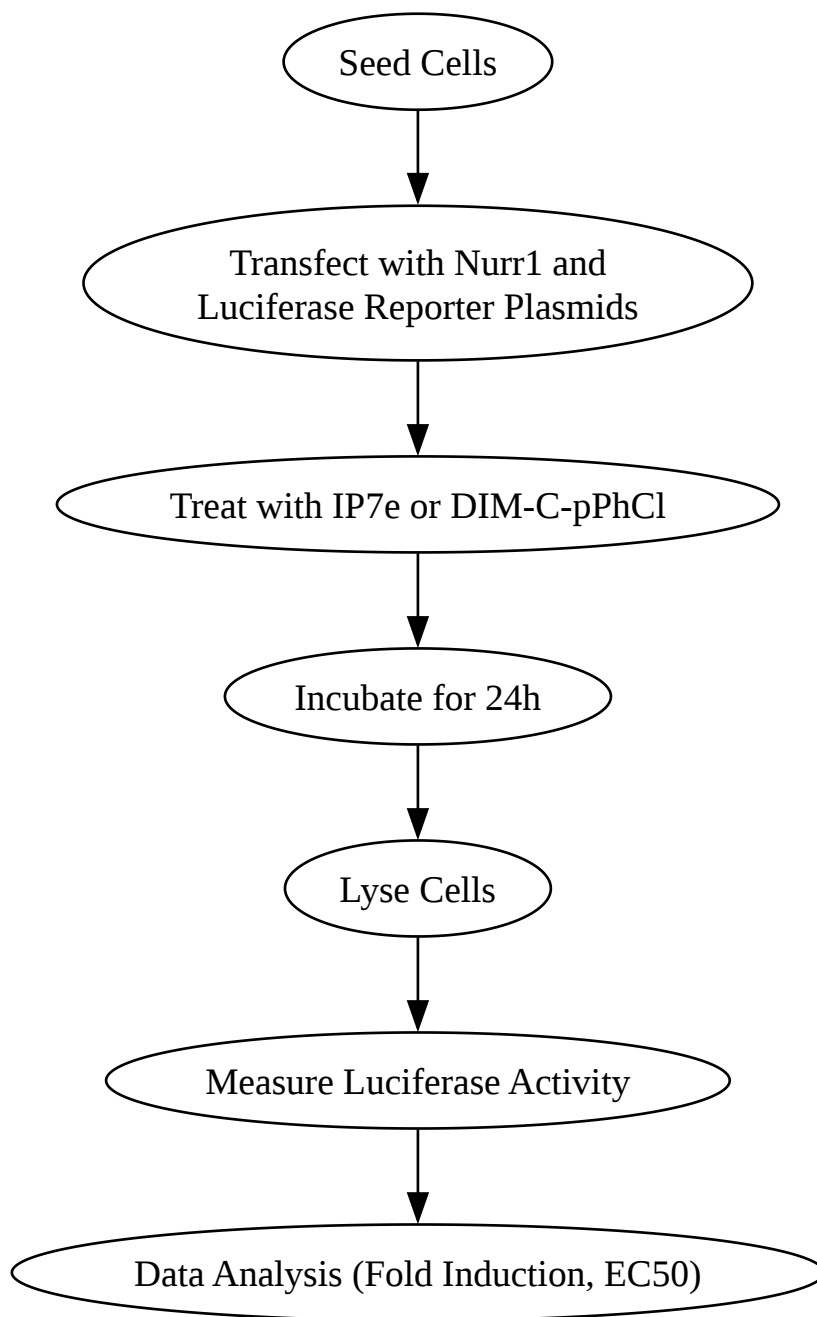 Seed Cells
Transfect with Nurr1 and
Luciferase Reporter Plasmids
Treat with IP7e or DIM-C-pPhCl
Incubate for 24h
Lyse Cells
Measure Luciferase Activity
Data Analysis (Fold Induction, EC50)